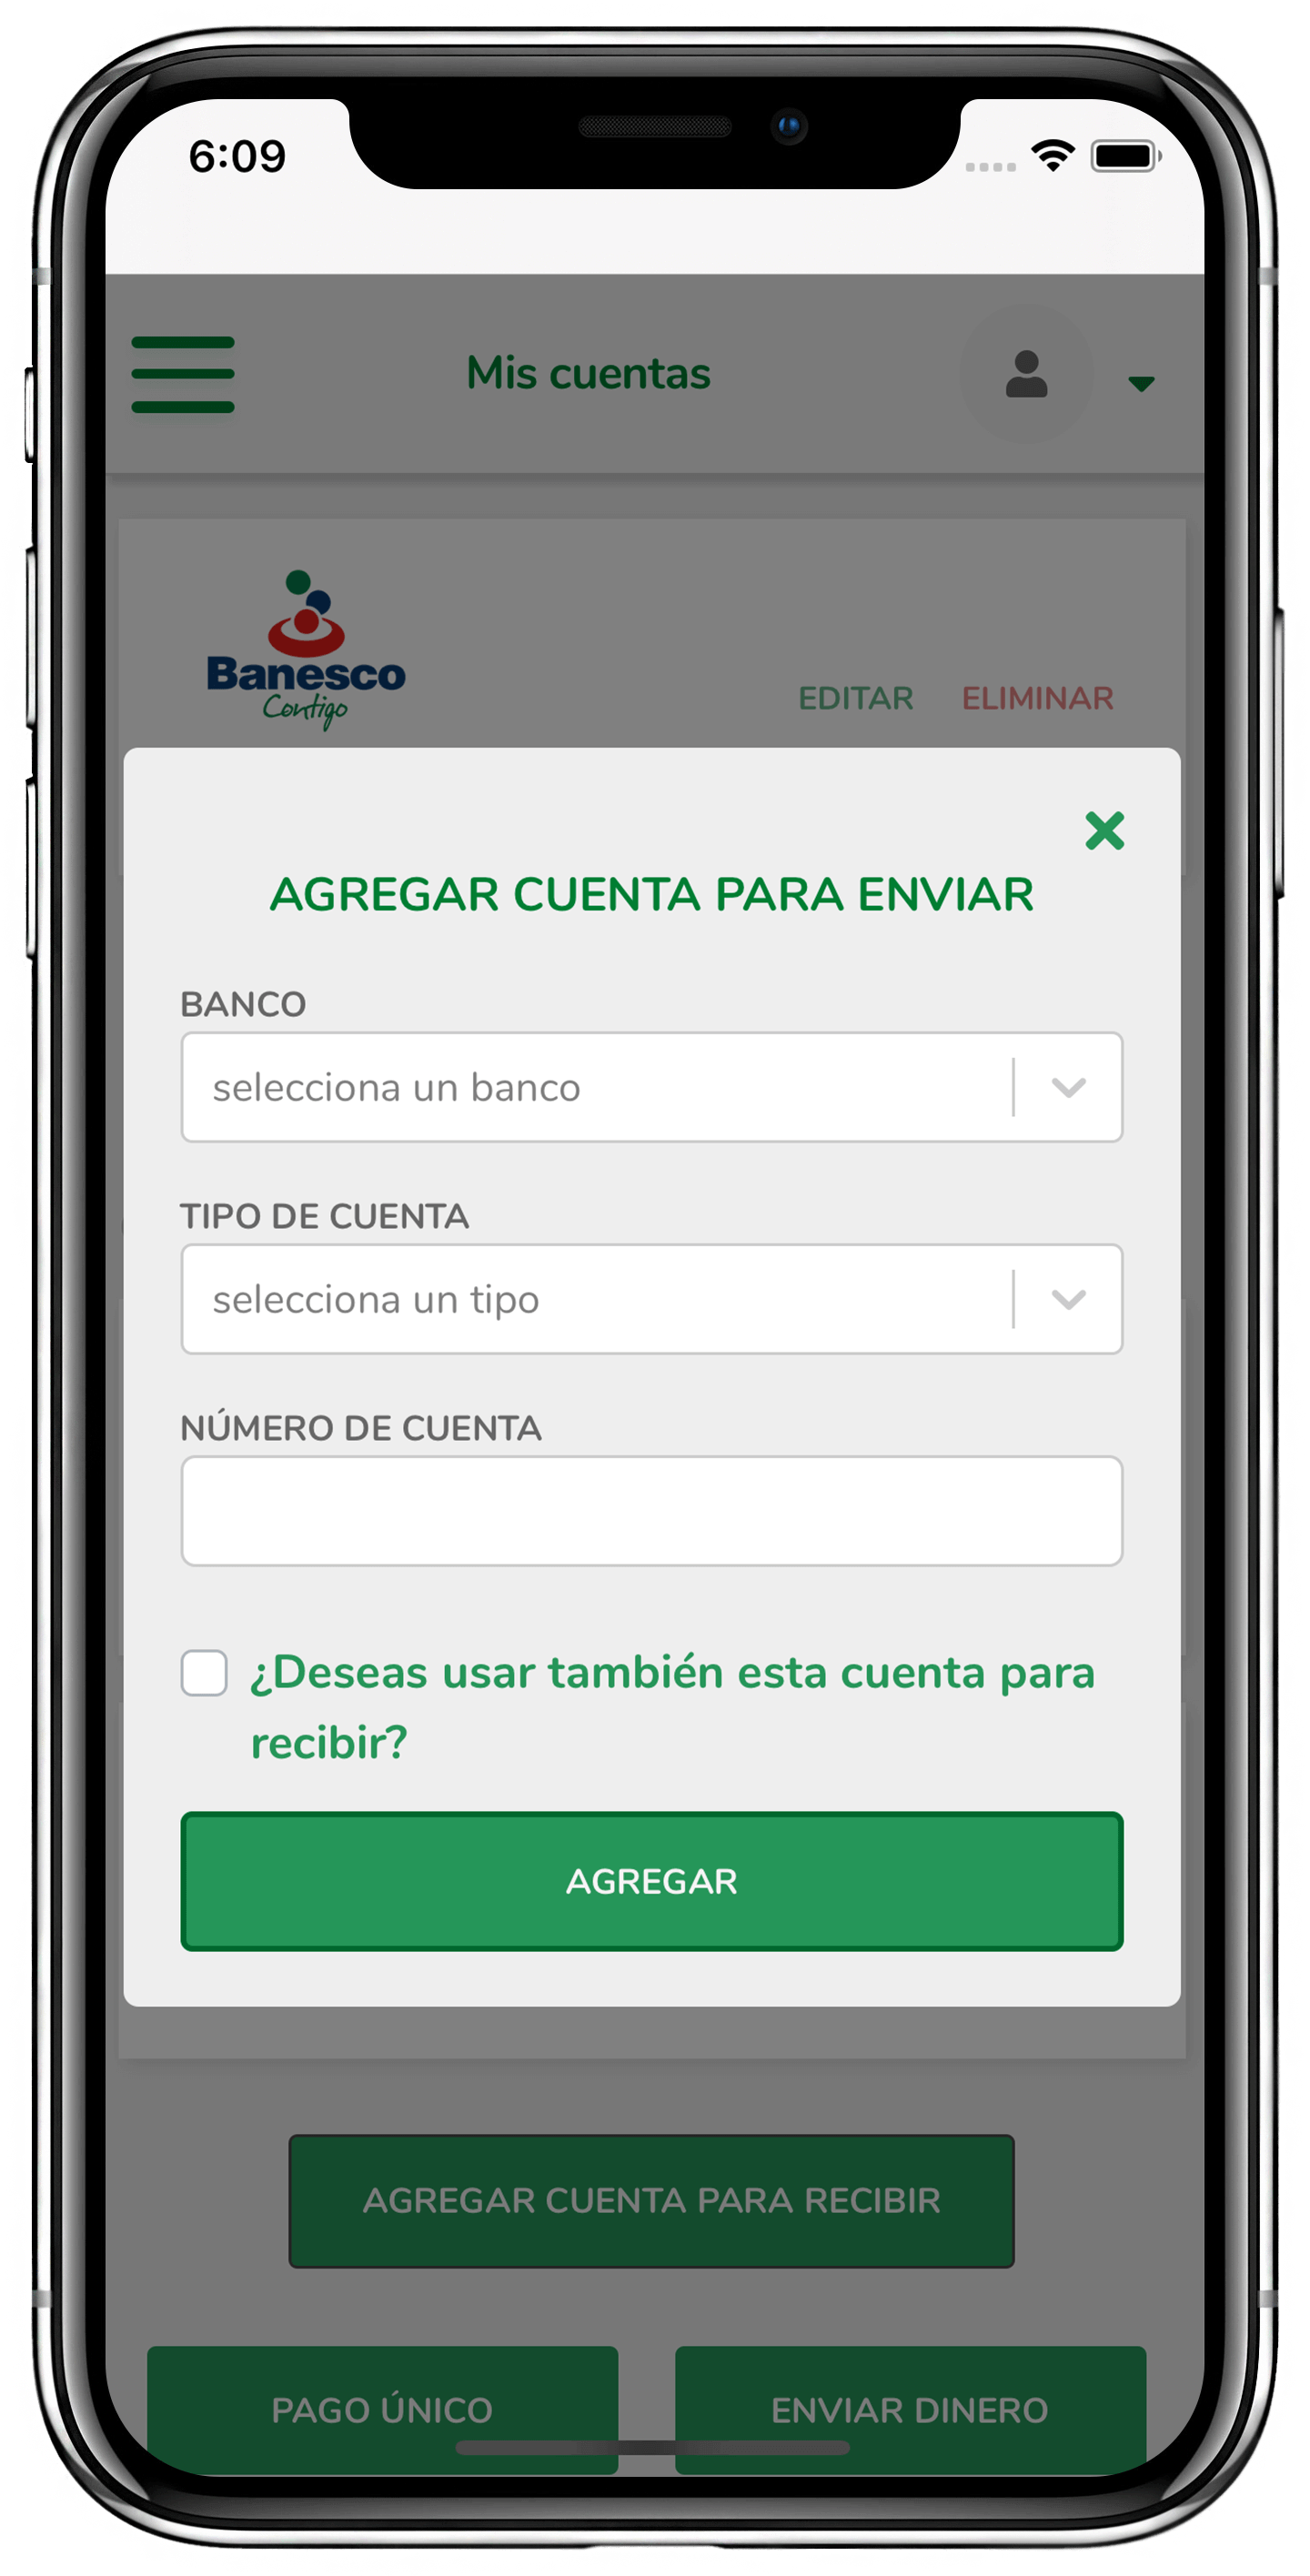 6:09
Mis cuentas
Banesco
Contigo
EDITAR ELIMINAR
AGREGAR CUENTA PARA ENVIAR
BANCO
selecciona un banco
TIPO DE CUENTA
selecciona un tipo
NÚMERO DE CUENTA
¿Deseas usar también esta cuenta para
recibir?
AGREGAR
AGREGAR CUENTA PARA RECIBIR
PAGO ÚNICO ENVIAR DINERO